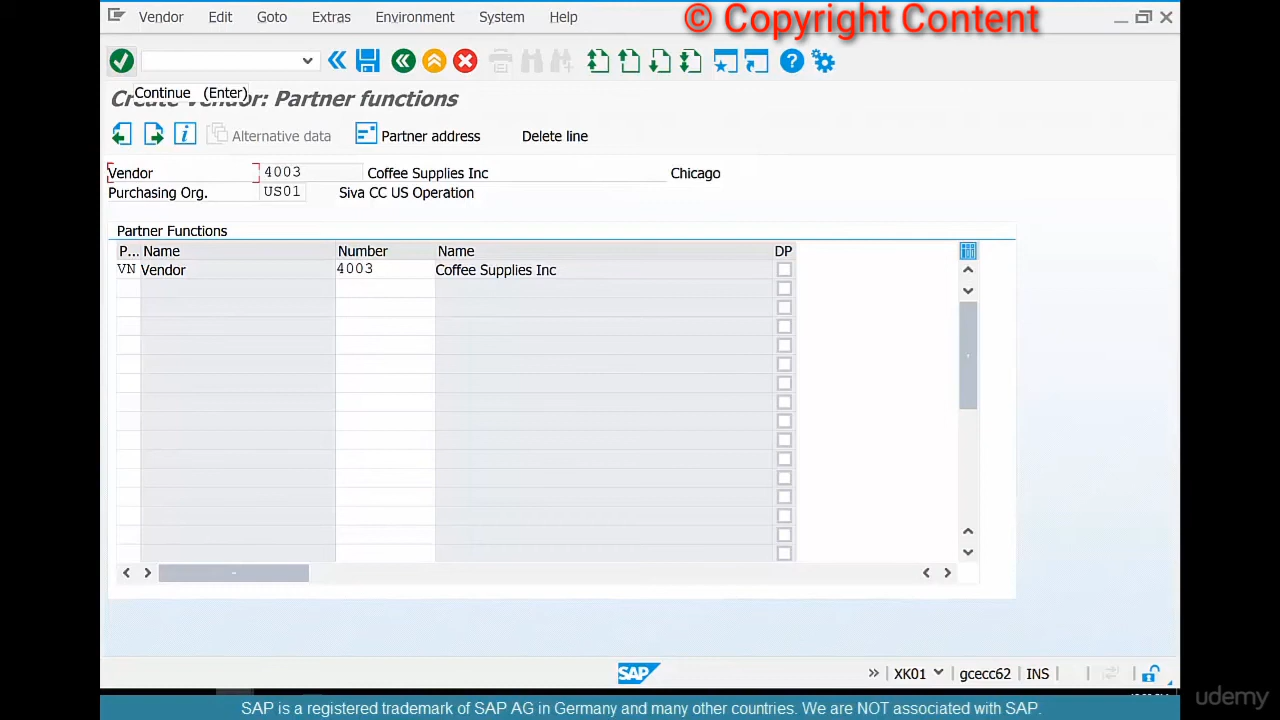 Vendor Edit Goto Extras Environment System Help
© Copyright Content
Continue (Enter)
Create Vendor: Partner functions
Alternative data Partner address Delete line
Vendor 4003 Coffee Supplies Inc Chicago
Purchasing Org. US01 Siva CC US Operation
Partner Functions
P... Name Number Name DP
VN Vendor 4003 Coffee Supplies Inc
SAP
XK01 gcecc62 INS
udemy
SAP is a registered trademark of SAP AG in Germany and many other countries. We are NOT associated with SAP.